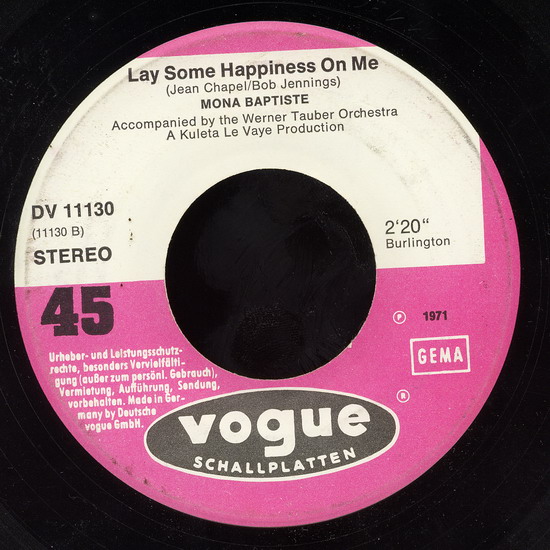 Lay Some Happiness On Me
(Jean Chapel/Bob Jennings)
MONA BAPTISTE
Accompanied by the Werner Tauber Orchestra
A Kuleta Le Vaye Production
DV 11130
(11130 B)
STEREO
2'20"
Burlington
45
℗ 1971
GEMA
Urheber- und Leistungsschutz-
rechte, besonders Vervielfälti-
gung (außer zum persönl. Gebrauch),
Vermietung, Aufführung, Sendung,
vorbehalten. Made in Ger-
many by Deutsche
vogue GmbH.
®
vogue
SCHALLPLATTEN